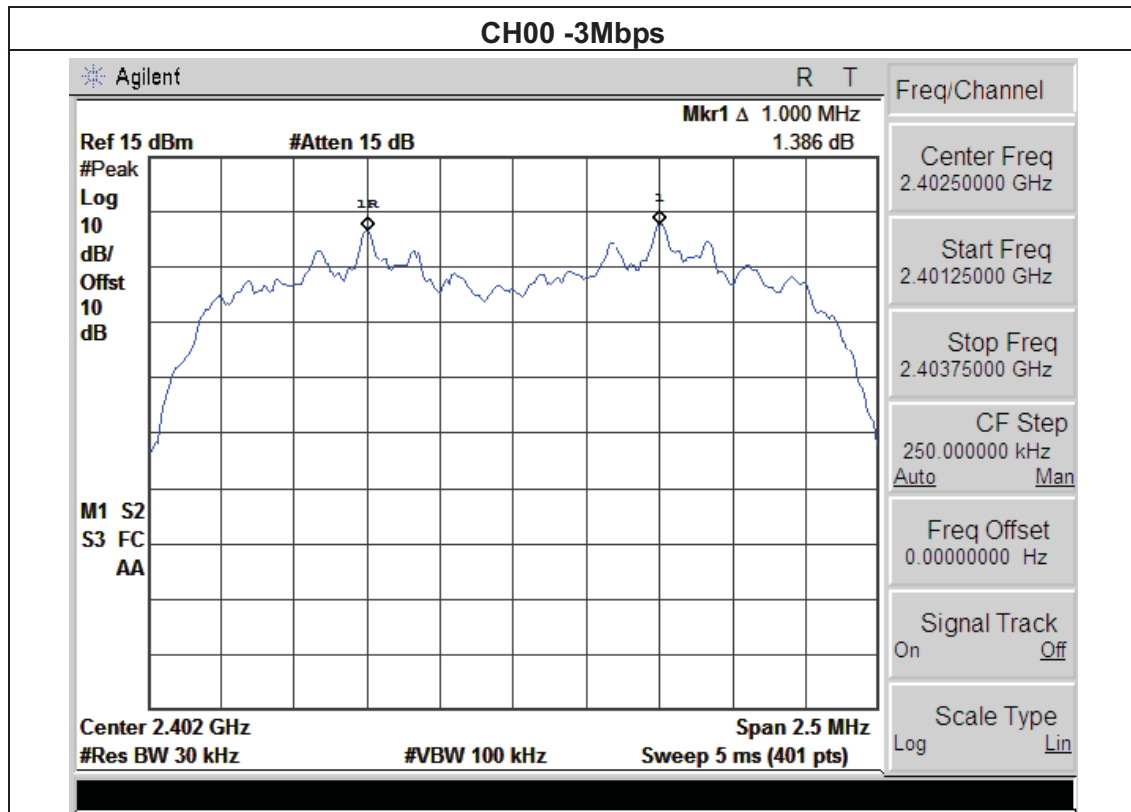 CH00 -3Mbps
Agilent
R T
Mkr1 Δ 1.000 MHz
Ref 15 dBm #Atten 15 dB 1.386 dB
#Peak
Log
10
dB/
Offst
10
dB
1R
1
M1 S2
S3 FC
AA
Center 2.402 GHz Span 2.5 MHz
#Res BW 30 kHz #VBW 100 kHz Sweep 5 ms (401 pts)
Freq/Channel
Center Freq
2.40250000 GHz
Start Freq
2.40125000 GHz
Stop Freq
2.40375000 GHz
CF Step
250.000000 kHz
Auto Man
Freq Offset
0.00000000 Hz
Signal Track
On Off
Scale Type
Log Lin